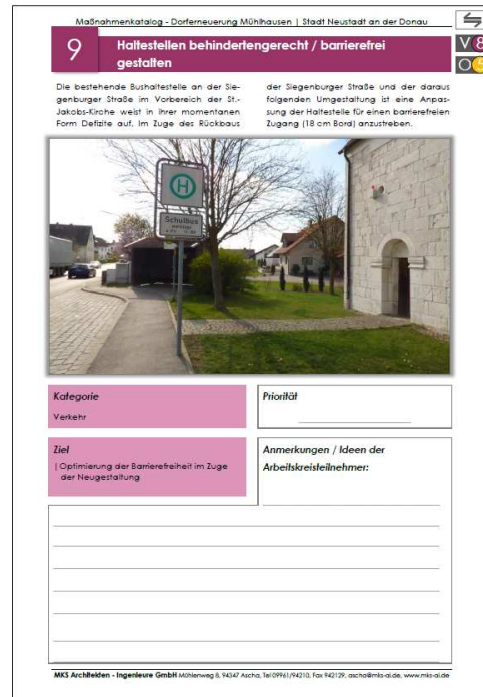 Maßnahmenkatalog - Dorferneuerung Mühlhausen | Stadt Neustadt an der Donau
9
Haltestellen behindertengerecht / barrierefrei
gestalten
V 8
O 5
Die bestehende Bushaltestelle an der Sie-
genburger Straße im Vorbereich der St.-
Jakobs-Kirche weist in ihrer momentanen
Form Defizite auf. Im Zuge des Rückbaus
der Siegenburger Straße und der daraus
folgenden Umgestaltung ist eine Anpas-
sung der Haltestelle für einen barrierefreien
Zugang (18 cm Bord) anzustreben.
H
Schulbus
Kategorie
Verkehr
Priorität
Ziel
| Optimierung der Barrierefreiheit im Zuge
der Neugestaltung
Anmerkungen / Ideen der
Arbeitskreisteilnehmer:
MKS Architekten - Ingenieure GmbH Mühlenweg 8, 94347 Ascha, Tel 09961/94210, Fax 942129, ascha@mks-ai.de, www.mks-ai.de